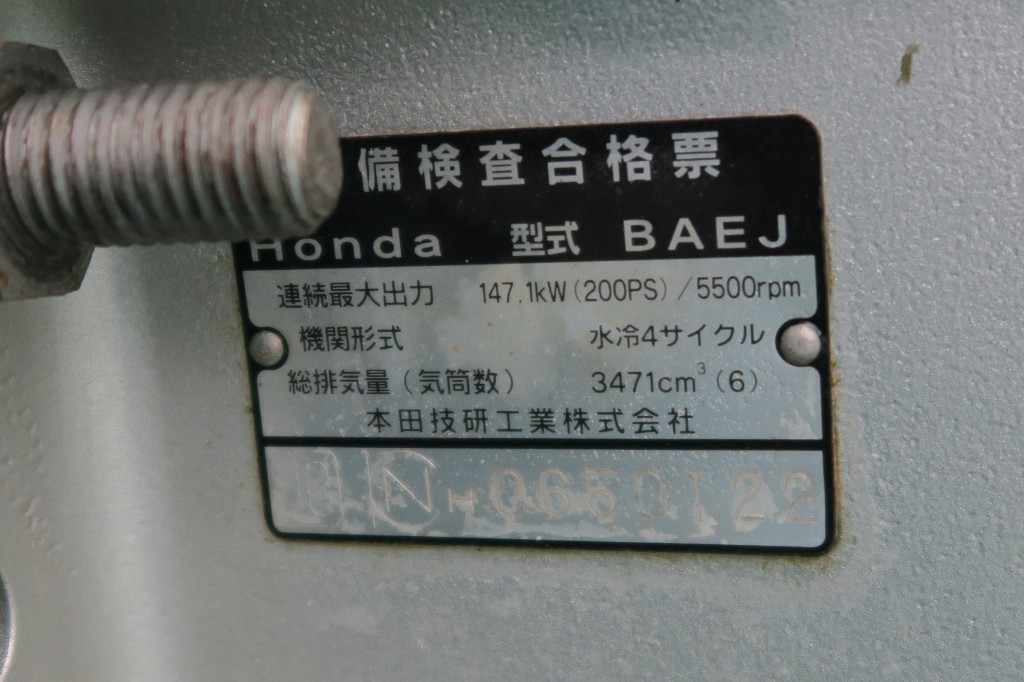 備検査合格票
Honda 型式 BAEJ
連続最大出力 147.1kW(200PS)/5500rpm
機関形式 水冷4サイクル
総排気量(気筒数) 3471cm³(6)
本田技研工業株式会社
N H0650122